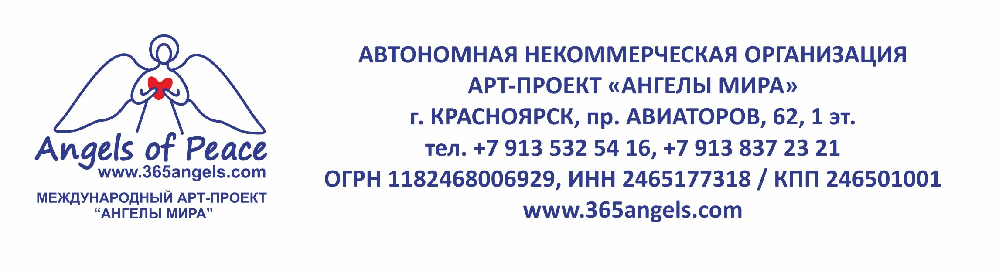 Angels of Peace
www.365angels.com
МЕЖДУНАРОДНЫЙ АРТ-ПРОЕКТ
“АНГЕЛЫ МИРА”
АВТОНОМНАЯ НЕКОММЕРЧЕСКАЯ ОРГАНИЗАЦИЯ
АРТ-ПРОЕКТ «АНГЕЛЫ МИРА»
г. КРАСНОЯРСК, пр. АВИАТОРОВ, 62, 1 эт.
тел. +7 913 532 54 16, +7 913 837 23 21
ОГРН 1182468006929, ИНН 2465177318 / КПП 246501001
www.365angels.com